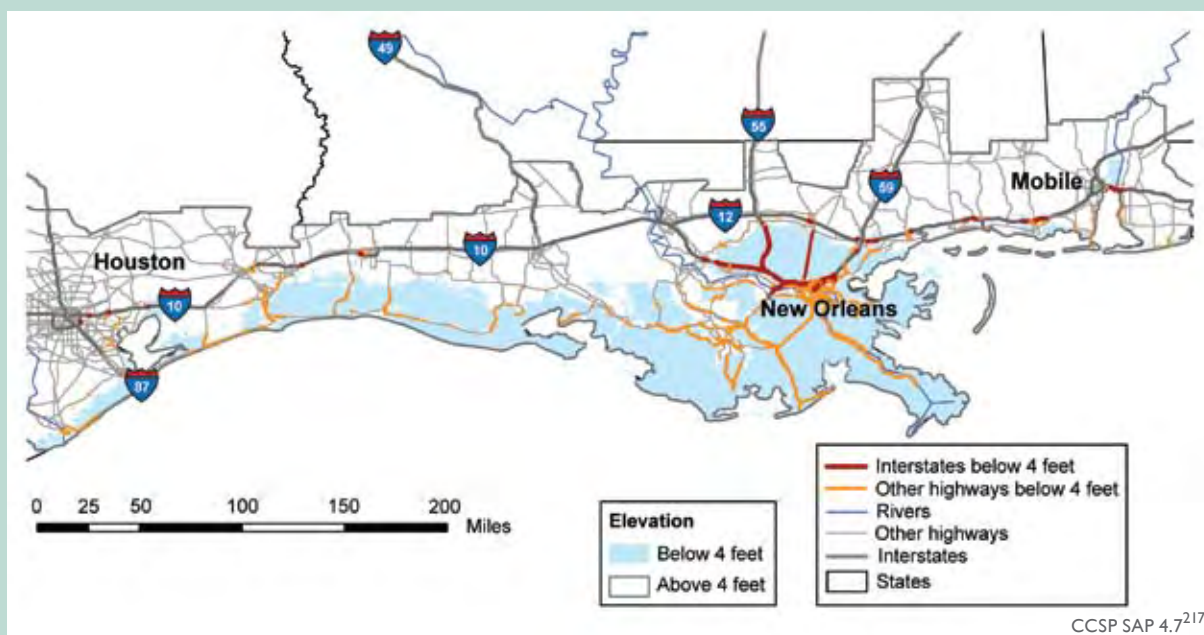 49
55
59
Mobile
12
10
Houston
10
New Orleans
87
0 25 50 100 150 200
Miles
Elevation
Below 4 feet
Above 4 feet
Interstates below 4 feet
Other highways below 4 feet
Rivers
Other highways
Interstates
States
CCSP SAP 4.7217